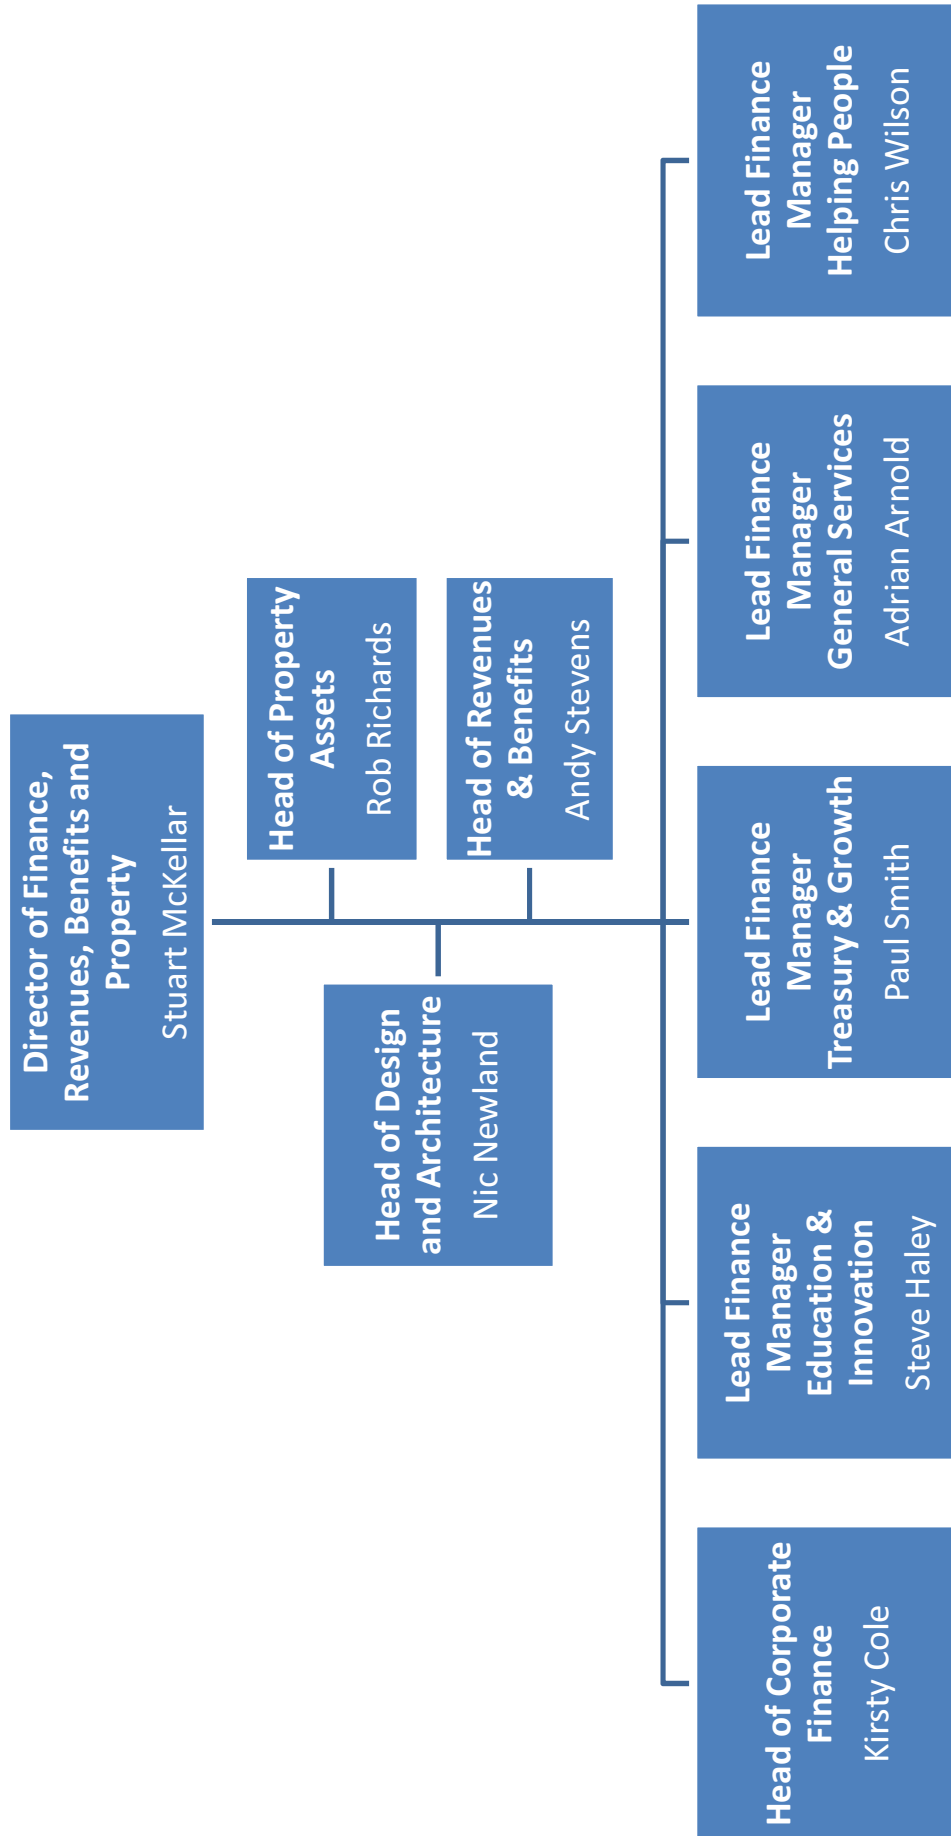 Director of Finance,
Revenues, Benefits and
Property
Stuart McKellar
Head of Property
Assets
Rob Richards
Head of Design
and Architecture
Nic Newland
Head of Revenues
& Benefits
Andy Stevens
Head of Corporate
Finance
Kirsty Cole
Lead Finance
Manager
Education &
Innovation
Steve Haley
Lead Finance
Manager
Treasury & Growth
Paul Smith
Lead Finance
Manager
General Services
Adrian Arnold
Lead Finance
Manager
Helping People
Chris Wilson